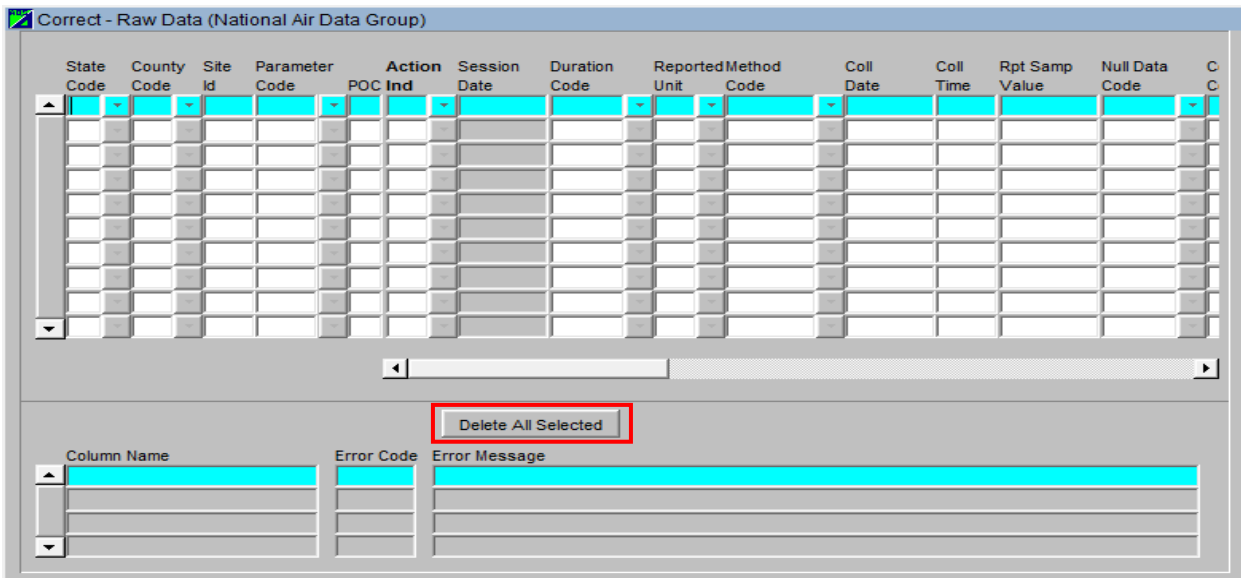 Correct - Raw Data (National Air Data Group)
State County Site Parameter Action Session Duration Reported Method Coll Coll Rpt Samp Null Data C
Code Code Id Code POC Ind Date Code Unit Code Date Time Value Code C
Delete All Selected
Column Name Error Code Error Message